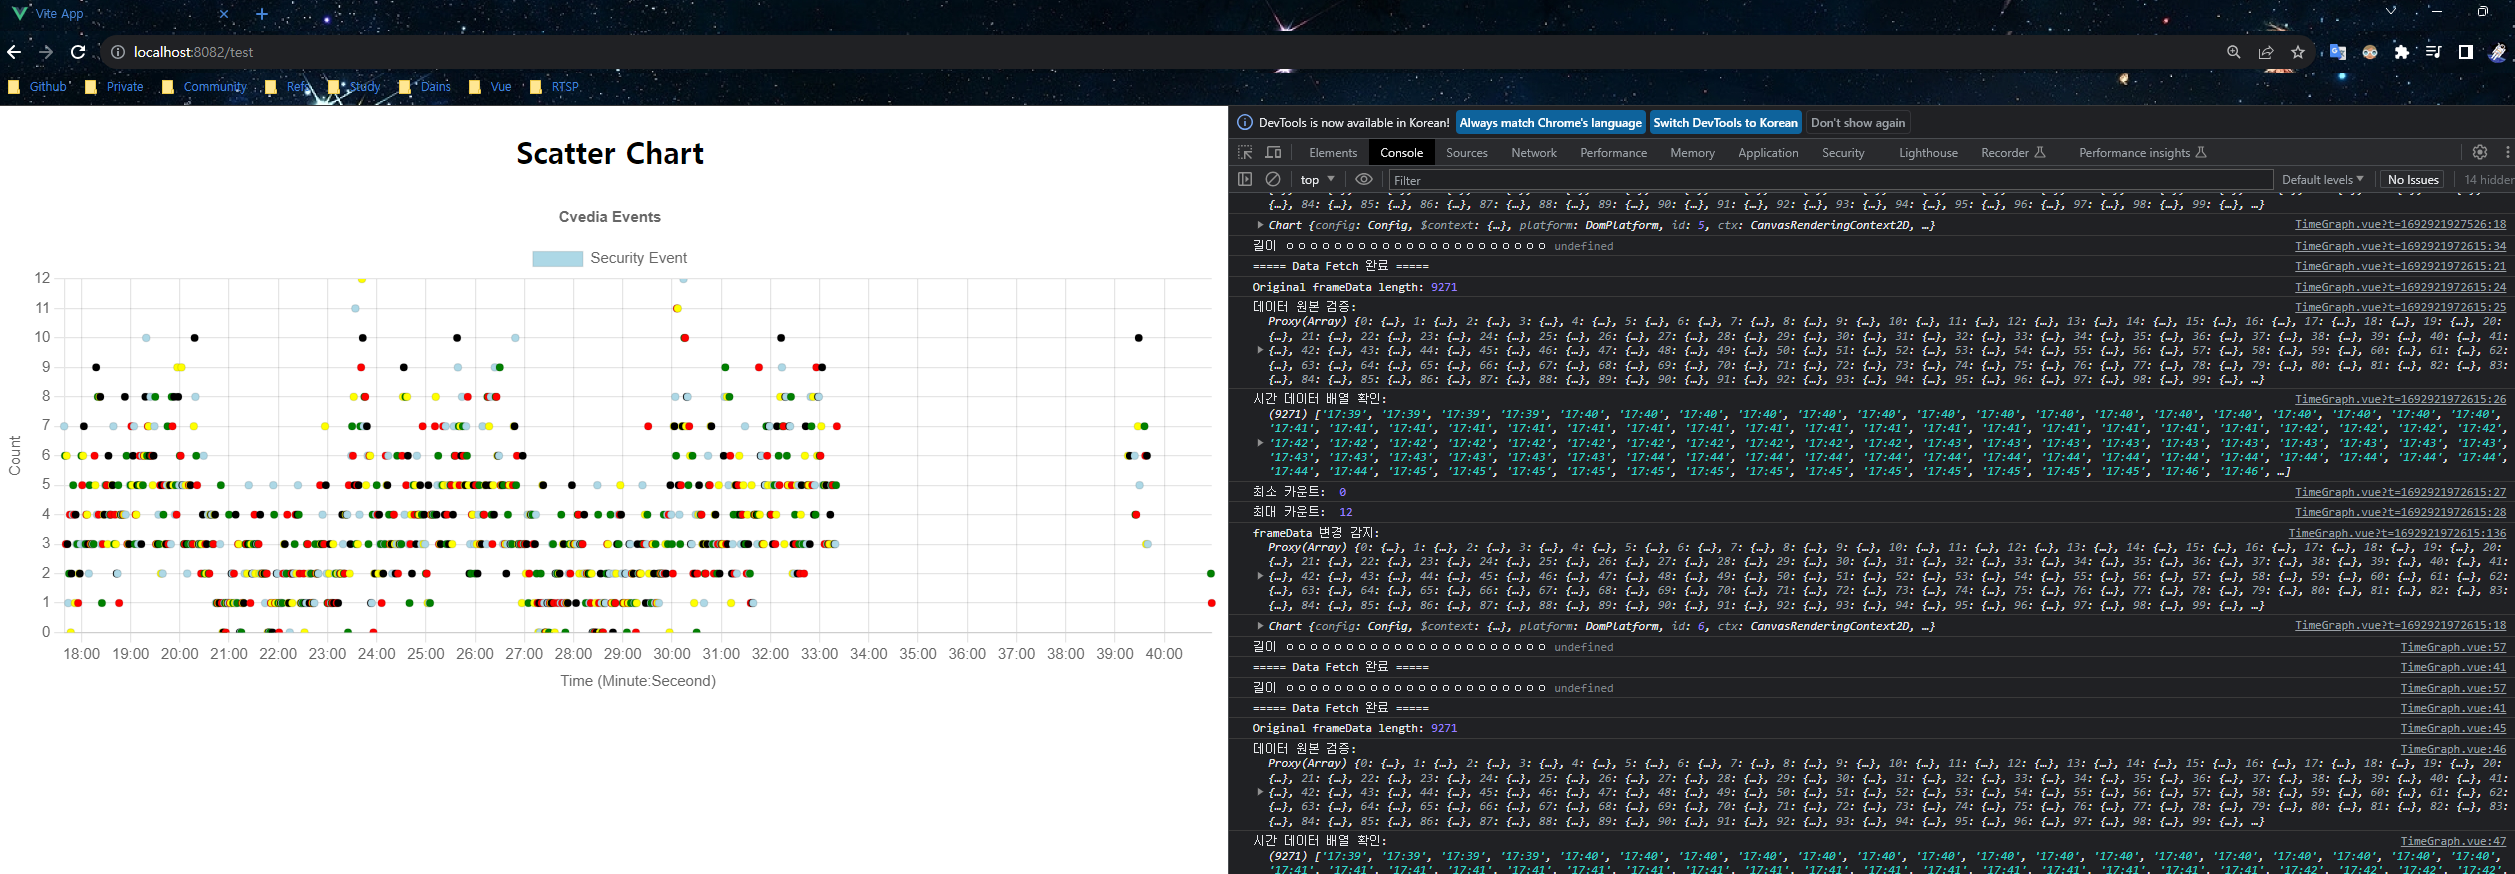 Vite App
localhost:8082/test
Github Private Community Refs Study Dains Vue RTSP
Scatter Chart
Cvedia Events
Security Event
12
11
10
9
8
7
6
5
4
3
2
1
0
Count
18:00 19:00 20:00 21:00 22:00 23:00 24:00 25:00 26:00 27:00 28:00 29:00 30:00 31:00 32:00 33:00 34:00 35:00 36:00 37:00 38:00 39:00 40:00
Time (Minute:Seceond)
DevTools is now available in Korean! Always match Chrome's language Switch DevTools to Korean Don't show again
Elements Console Sources Network Performance Memory Application Security Lighthouse Recorder Performance insights
top Filter Default levels No Issues 14 hidden
{…}, 84: {…}, 85: {…}, 86: {…}, 87: {…}, 88: {…}, 89: {…}, 90: {…}, 91: {…}, 92: {…}, 93: {…}, 94: {…}, 95: {…}, 96: {…}, 97: {…}, 98: {…}, 99: {…}, …}
Chart {config: Config, $context: {…}, platform: DomPlatform, id: 5, ctx: CanvasRenderingContext2D, …} TimeGraph.vue?t=1692921927526:18
길이 ㅇㅇㅇㅇㅇㅇㅇㅇㅇㅇㅇㅇㅇㅇㅇㅇㅇㅇㅇㅇㅇㅇ undefined TimeGraph.vue?t=1692921972615:34
===== Data Fetch 완료 ===== TimeGraph.vue?t=1692921972615:21
Original frameData length: 9271 TimeGraph.vue?t=1692921972615:24
데이터 원본 검증: TimeGraph.vue?t=1692921972615:25
Proxy(Array) {0: {…}, 1: {…}, 2: {…}, 3: {…}, 4: {…}, 5: {…}, 6: {…}, 7: {…}, 8: {…}, 9: {…}, 10: {…}, 11: {…}, 12: {…}, 13: {…}, 14: {…}, 15: {…}, 16: {…}, 17: {…}, 18: {…}, 19: {…}, 20:
{…}, 21: {…}, 22: {…}, 23: {…}, 24: {…}, 25: {…}, 26: {…}, 27: {…}, 28: {…}, 29: {…}, 30: {…}, 31: {…}, 32: {…}, 33: {…}, 34: {…}, 35: {…}, 36: {…}, 37: {…}, 38: {…}, 39: {…}, 40: {…}, 41:
{…}, 42: {…}, 43: {…}, 44: {…}, 45: {…}, 46: {…}, 47: {…}, 48: {…}, 49: {…}, 50: {…}, 51: {…}, 52: {…}, 53: {…}, 54: {…}, 55: {…}, 56: {…}, 57: {…}, 58: {…}, 59: {…}, 60: {…}, 61: {…}, 62:
{…}, 63: {…}, 64: {…}, 65: {…}, 66: {…}, 67: {…}, 68: {…}, 69: {…}, 70: {…}, 71: {…}, 72: {…}, 73: {…}, 74: {…}, 75: {…}, 76: {…}, 77: {…}, 78: {…}, 79: {…}, 80: {…}, 81: {…}, 82: {…}, 83:
{…}, 84: {…}, 85: {…}, 86: {…}, 87: {…}, 88: {…}, 89: {…}, 90: {…}, 91: {…}, 92: {…}, 93: {…}, 94: {…}, 95: {…}, 96: {…}, 97: {…}, 98: {…}, 99: {…}, …}
시간 데이터 배열 확인: TimeGraph.vue?t=1692921972615:26
(9271) ['17:39', '17:39', '17:39', '17:39', '17:40', '17:40', '17:40', '17:40', '17:40', '17:40', '17:40', '17:40', '17:40', '17:40', '17:40', '17:40', '17:40', '17:40', '17:40', '17:40',
'17:41', '17:41', '17:41', '17:41', '17:41', '17:41', '17:41', '17:41', '17:41', '17:41', '17:41', '17:41', '17:41', '17:41', '17:41', '17:41', '17:42', '17:42', '17:42', '17:42',
'17:42', '17:42', '17:42', '17:42', '17:42', '17:42', '17:42', '17:42', '17:42', '17:42', '17:42', '17:43', '17:43', '17:43', '17:43', '17:43', '17:43', '17:43', '17:43', '17:43',
'17:43', '17:43', '17:43', '17:43', '17:43', '17:43', '17:44', '17:44', '17:44', '17:44', '17:44', '17:44', '17:44', '17:44', '17:44', '17:44', '17:44', '17:44', '17:44', '17:44',
'17:44', '17:44', '17:45', '17:45', '17:45', '17:45', '17:45', '17:45', '17:45', '17:45', '17:45', '17:45', '17:45', '17:45', '17:45', '17:45', '17:46', '17:46', …]
최소 카운트: 0 TimeGraph.vue?t=1692921972615:27
최대 카운트: 12 TimeGraph.vue?t=1692921972615:28
frameData 변경 감지: TimeGraph.vue?t=1692921972615:136
Proxy(Array) {0: {…}, 1: {…}, 2: {…}, 3: {…}, 4: {…}, 5: {…}, 6: {…}, 7: {…}, 8: {…}, 9: {…}, 10: {…}, 11: {…}, 12: {…}, 13: {…}, 14: {…}, 15: {…}, 16: {…}, 17: {…}, 18: {…}, 19: {…}, 20:
{…}, 21: {…}, 22: {…}, 23: {…}, 24: {…}, 25: {…}, 26: {…}, 27: {…}, 28: {…}, 29: {…}, 30: {…}, 31: {…}, 32: {…}, 33: {…}, 34: {…}, 35: {…}, 36: {…}, 37: {…}, 38: {…}, 39: {…}, 40: {…}, 41:
{…}, 42: {…}, 43: {…}, 44: {…}, 45: {…}, 46: {…}, 47: {…}, 48: {…}, 49: {…}, 50: {…}, 51: {…}, 52: {…}, 53: {…}, 54: {…}, 55: {…}, 56: {…}, 57: {…}, 58: {…}, 59: {…}, 60: {…}, 61: {…}, 62:
{…}, 63: {…}, 64: {…}, 65: {…}, 66: {…}, 67: {…}, 68: {…}, 69: {…}, 70: {…}, 71: {…}, 72: {…}, 73: {…}, 74: {…}, 75: {…}, 76: {…}, 77: {…}, 78: {…}, 79: {…}, 80: {…}, 81: {…}, 82: {…}, 83:
{…}, 84: {…}, 85: {…}, 86: {…}, 87: {…}, 88: {…}, 89: {…}, 90: {…}, 91: {…}, 92: {…}, 93: {…}, 94: {…}, 95: {…}, 96: {…}, 97: {…}, 98: {…}, 99: {…}, …}
Chart {config: Config, $context: {…}, platform: DomPlatform, id: 6, ctx: CanvasRenderingContext2D, …} TimeGraph.vue?t=1692921972615:18
길이 ㅇㅇㅇㅇㅇㅇㅇㅇㅇㅇㅇㅇㅇㅇㅇㅇㅇㅇㅇㅇㅇㅇ undefined TimeGraph.vue:57
===== Data Fetch 완료 ===== TimeGraph.vue:41
길이 ㅇㅇㅇㅇㅇㅇㅇㅇㅇㅇㅇㅇㅇㅇㅇㅇㅇㅇㅇㅇㅇㅇ undefined TimeGraph.vue:57
===== Data Fetch 완료 ===== TimeGraph.vue:41
Original frameData length: 9271 TimeGraph.vue:45
데이터 원본 검증: TimeGraph.vue:46
Proxy(Array) {0: {…}, 1: {…}, 2: {…}, 3: {…}, 4: {…}, 5: {…}, 6: {…}, 7: {…}, 8: {…}, 9: {…}, 10: {…}, 11: {…}, 12: {…}, 13: {…}, 14: {…}, 15: {…}, 16: {…}, 17: {…}, 18: {…}, 19: {…}, 20:
{…}, 21: {…}, 22: {…}, 23: {…}, 24: {…}, 25: {…}, 26: {…}, 27: {…}, 28: {…}, 29: {…}, 30: {…}, 31: {…}, 32: {…}, 33: {…}, 34: {…}, 35: {…}, 36: {…}, 37: {…}, 38: {…}, 39: {…}, 40: {…}, 41:
{…}, 42: {…}, 43: {…}, 44: {…}, 45: {…}, 46: {…}, 47: {…}, 48: {…}, 49: {…}, 50: {…}, 51: {…}, 52: {…}, 53: {…}, 54: {…}, 55: {…}, 56: {…}, 57: {…}, 58: {…}, 59: {…}, 60: {…}, 61: {…}, 62:
{…}, 63: {…}, 64: {…}, 65: {…}, 66: {…}, 67: {…}, 68: {…}, 69: {…}, 70: {…}, 71: {…}, 72: {…}, 73: {…}, 74: {…}, 75: {…}, 76: {…}, 77: {…}, 78: {…}, 79: {…}, 80: {…}, 81: {…}, 82: {…}, 83:
{…}, 84: {…}, 85: {…}, 86: {…}, 87: {…}, 88: {…}, 89: {…}, 90: {…}, 91: {…}, 92: {…}, 93: {…}, 94: {…}, 95: {…}, 96: {…}, 97: {…}, 98: {…}, 99: {…}, …}
시간 데이터 배열 확인: TimeGraph.vue:47
(9271) ['17:39', '17:39', '17:39', '17:39', '17:40', '17:40', '17:40', '17:40', '17:40', '17:40', '17:40', '17:40', '17:40', '17:40', '17:40', '17:40', '17:40', '17:40', '17:40', '17:40',